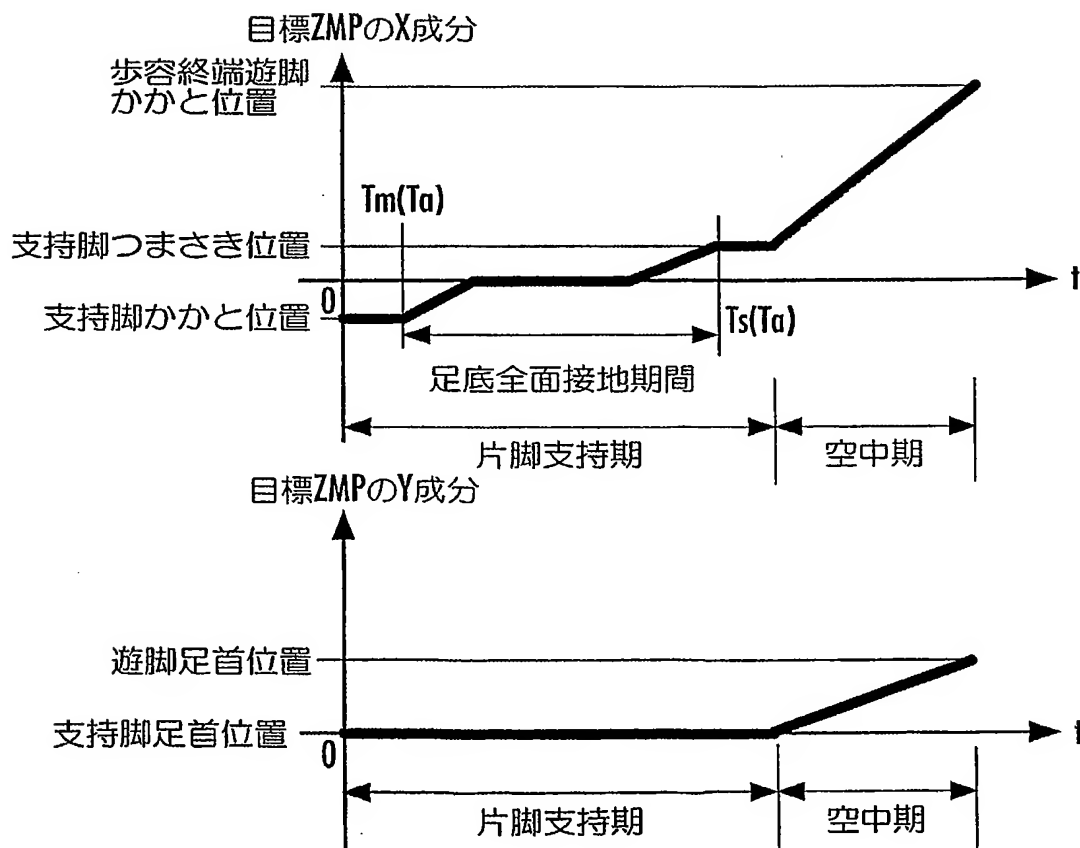 目標ZMPのX成分
歩容終端遊脚
かかと位置
Tm(Ta)
支持脚つまさき位置
t
0
支持脚かかと位置
Ts(Ta)
足底全面接地期間
片脚支持期
空中期
目標ZMPのY成分
遊脚足首位置
支持脚足首位置
0
t
片脚支持期
空中期